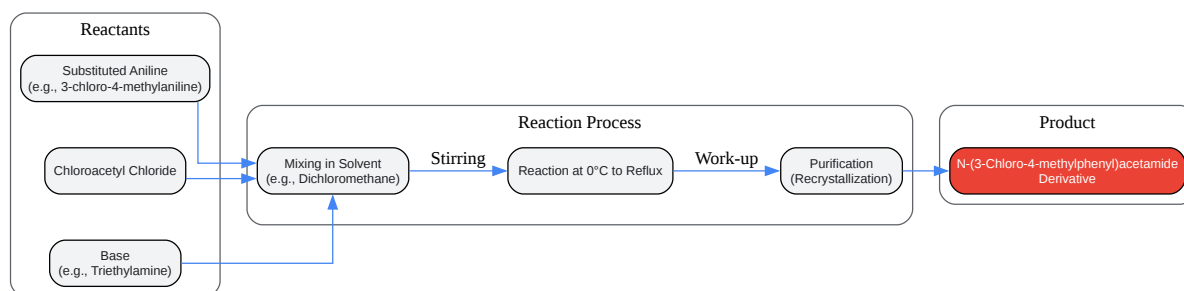 Reactants
Substituted Aniline
(e.g., 3-chloro-4-methylaniline)
Chloroacetyl Chloride
Base
(e.g., Triethylamine)
Reaction Process
Mixing in Solvent
(e.g., Dichloromethane)
Stirring
Reaction at 0°C to Reflux
Work-up
Purification
(Recrystallization)
Product
N-(3-Chloro-4-methylphenyl)acetamide
Derivative